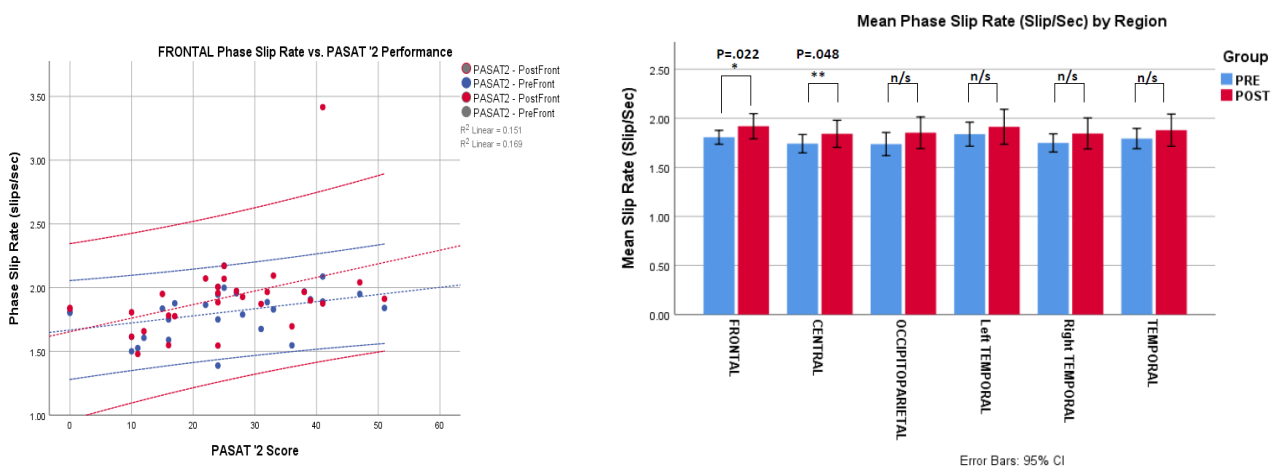 FRONTAL Phase Slip Rate vs. PASAT '2 Performance
Phase Slip Rate (slips/sec)
3.50
3.00
2.50
2.00
1.50
1.00
0
10
20
30
40
50
60
PASAT '2 Score
PASAT2 - PostFront
PASAT2 - PreFront
PASAT2 - PostFront
PASAT2 - PreFront
R² Linear = 0.151
R² Linear = 0.169
Mean Phase Slip Rate (Slip/Sec) by Region
Mean Slip Rate (Slip/Sec)
2.50
2.00
1.50
1.00
0.50
0.00
P=.022
*
P=.048
**
n/s
n/s
n/s
n/s
Group
PRE
POST
FRONTAL
CENTRAL
OCCIPTOPARIETAL
Left TEMPORAL
Right TEMPORAL
TEMPORAL
Error Bars: 95% CI